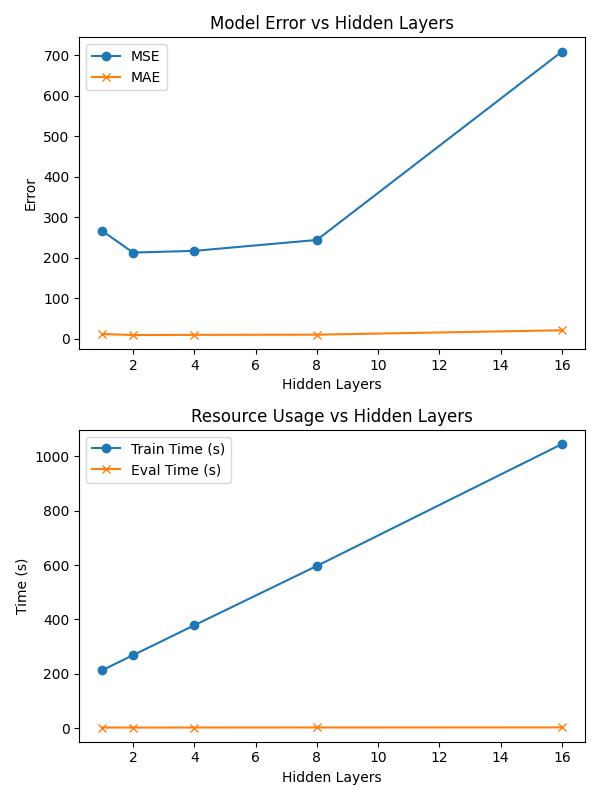 Model Error vs Hidden Layers
MSE
MAE
700
600
500
400
300
200
100
0
Error
2 4 6 8 10 12 14 16
Hidden Layers
Resource Usage vs Hidden Layers
Train Time (s)
Eval Time (s)
1000
800
600
400
200
0
Time (s)
2 4 6 8 10 12 14 16
Hidden Layers